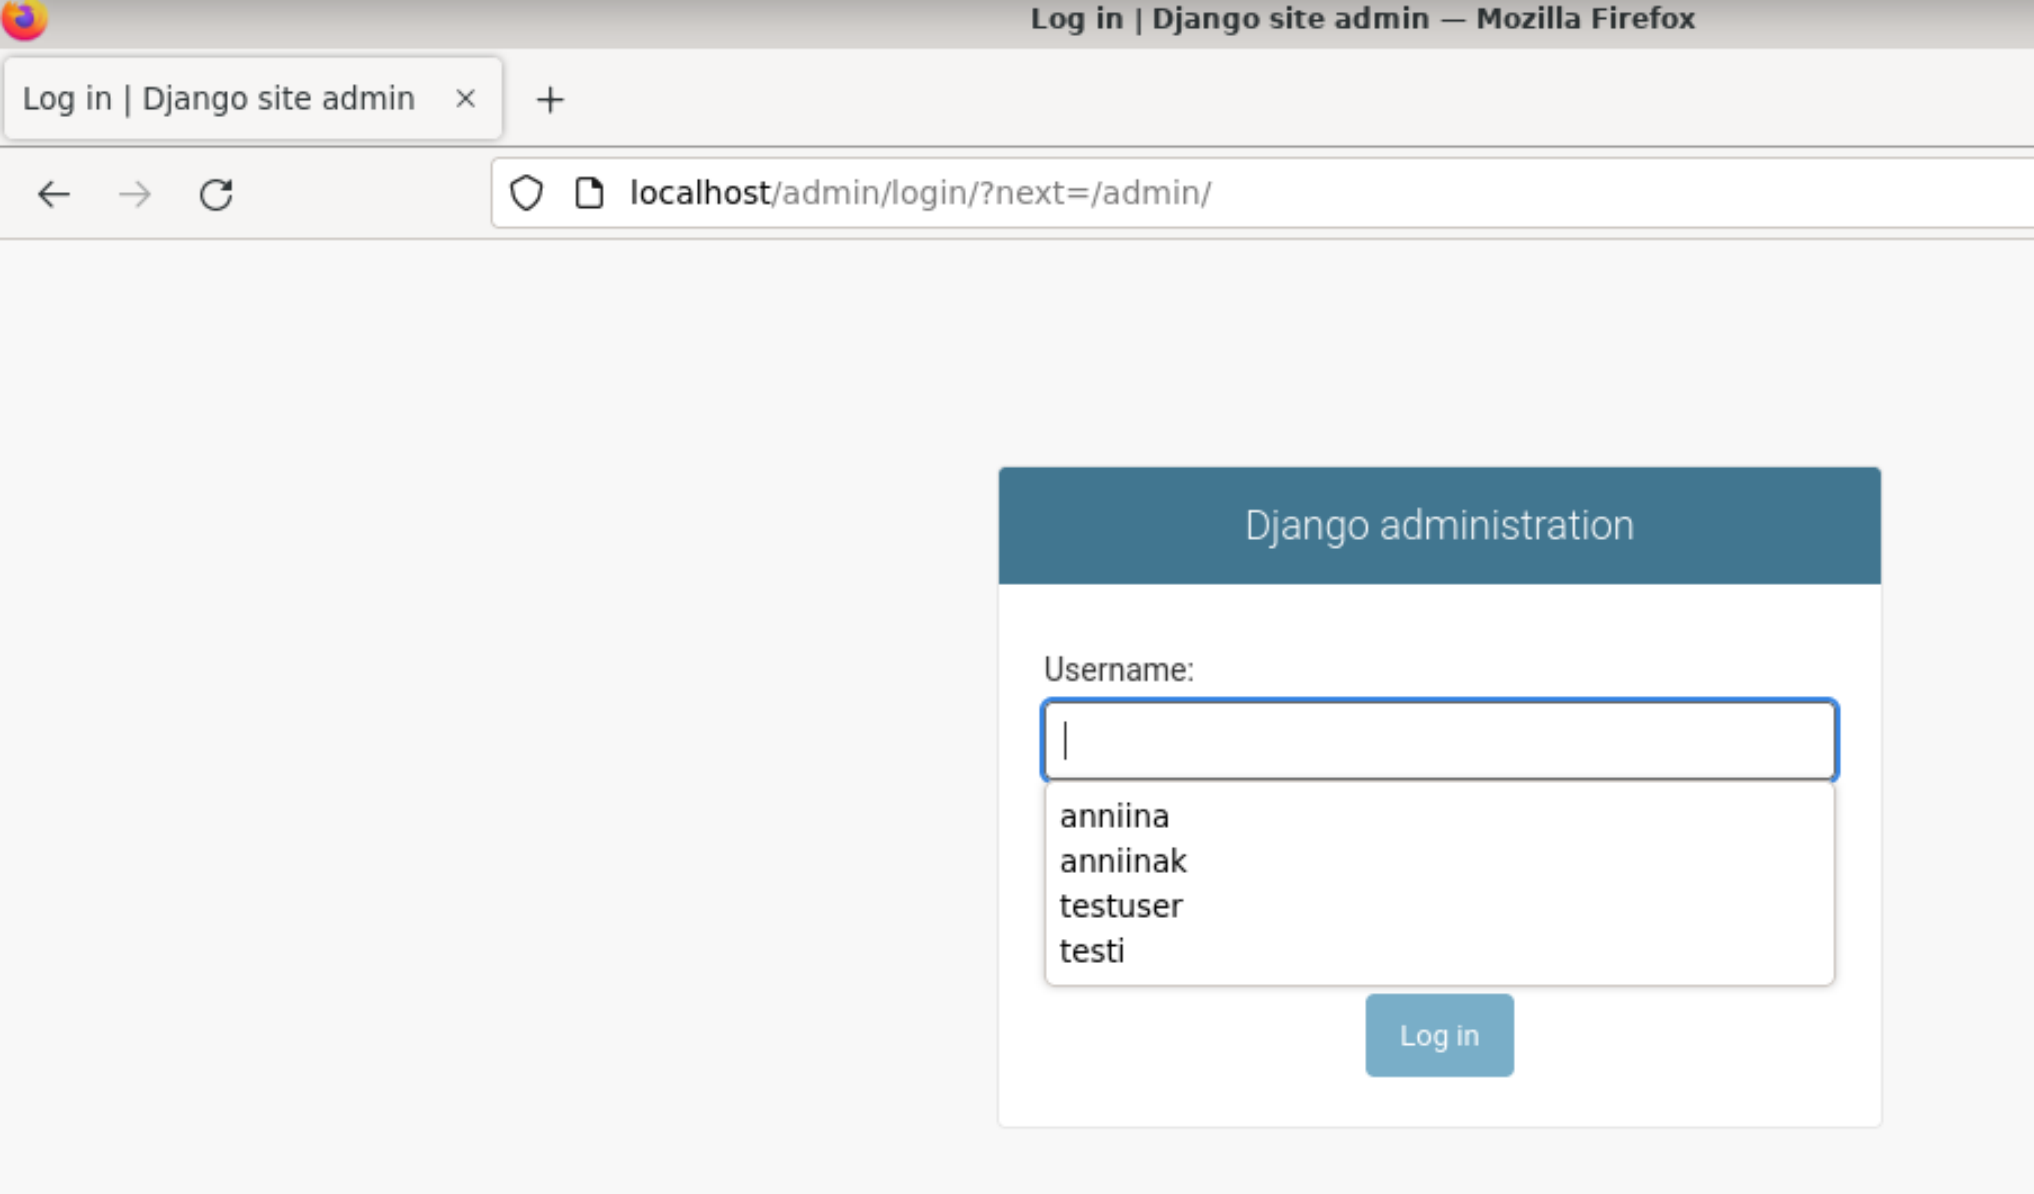 Log in | Django site admin — Mozilla Firefox
Log in | Django site admin
localhost/admin/login/?next=/admin/
Django administration
Username:
anniina
anniinak
testuser
testi
Log in